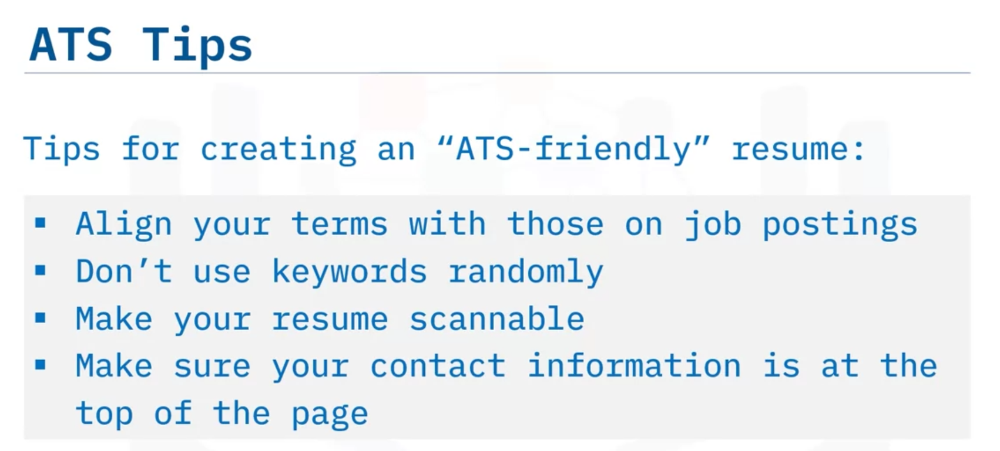 ATS Tips
Tips for creating an “ATS-friendly” resume:
▪ Align your terms with those on job postings
▪ Don’t use keywords randomly
▪ Make your resume scannable
▪ Make sure your contact information is at the
top of the page